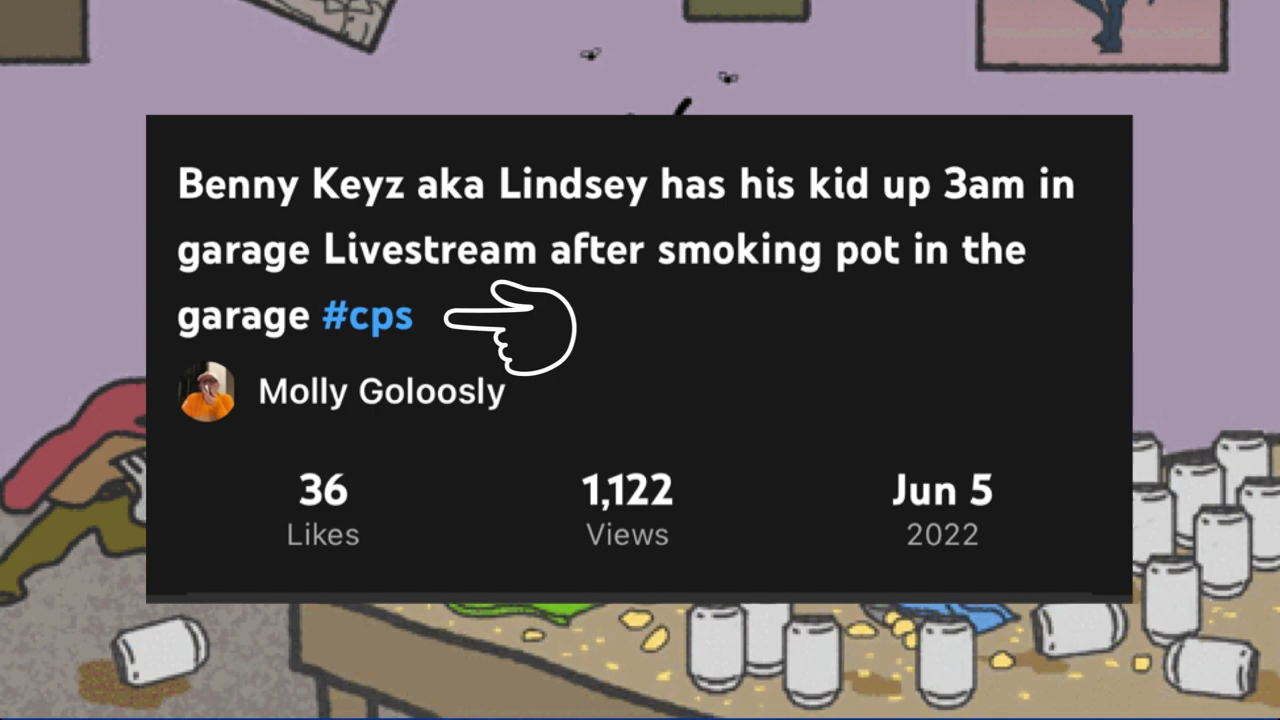 Benny Keyz aka Lindsey has his kid up 3am in
garage Livestream after smoking pot in the
garage #cps
Molly Goloosly
36 1,122 Jun 5
Likes Views 2022